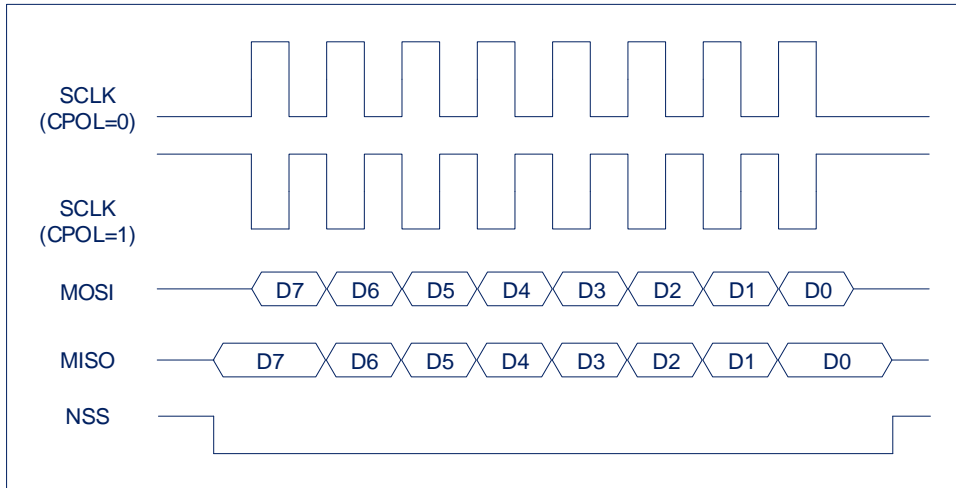 SCLK
(CPOL=0)
SCLK
(CPOL=1)
MOSI D7 D6 D5 D4 D3 D2 D1 D0
MISO D7 D6 D5 D4 D3 D2 D1 D0
NSS